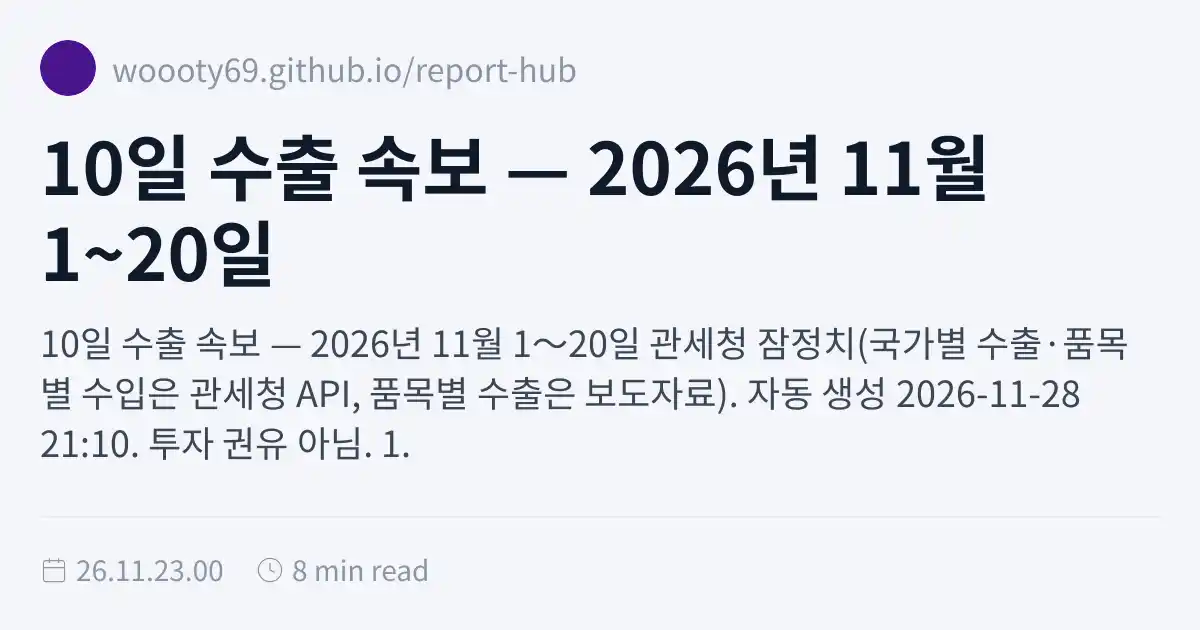 woooty69.github.io/report-hub
10일 수출 속보 — 2026년 11월
1~20일
10일 수출 속보 — 2026년 11월 1～20일 관세청 잠정치(국가별 수출·품목
별 수입은 관세청 API, 품목별 수출은 보도자료). 자동 생성 2026-11-28
21:10. 투자 권유 아님. 1.
26.11.23.00 8 min read